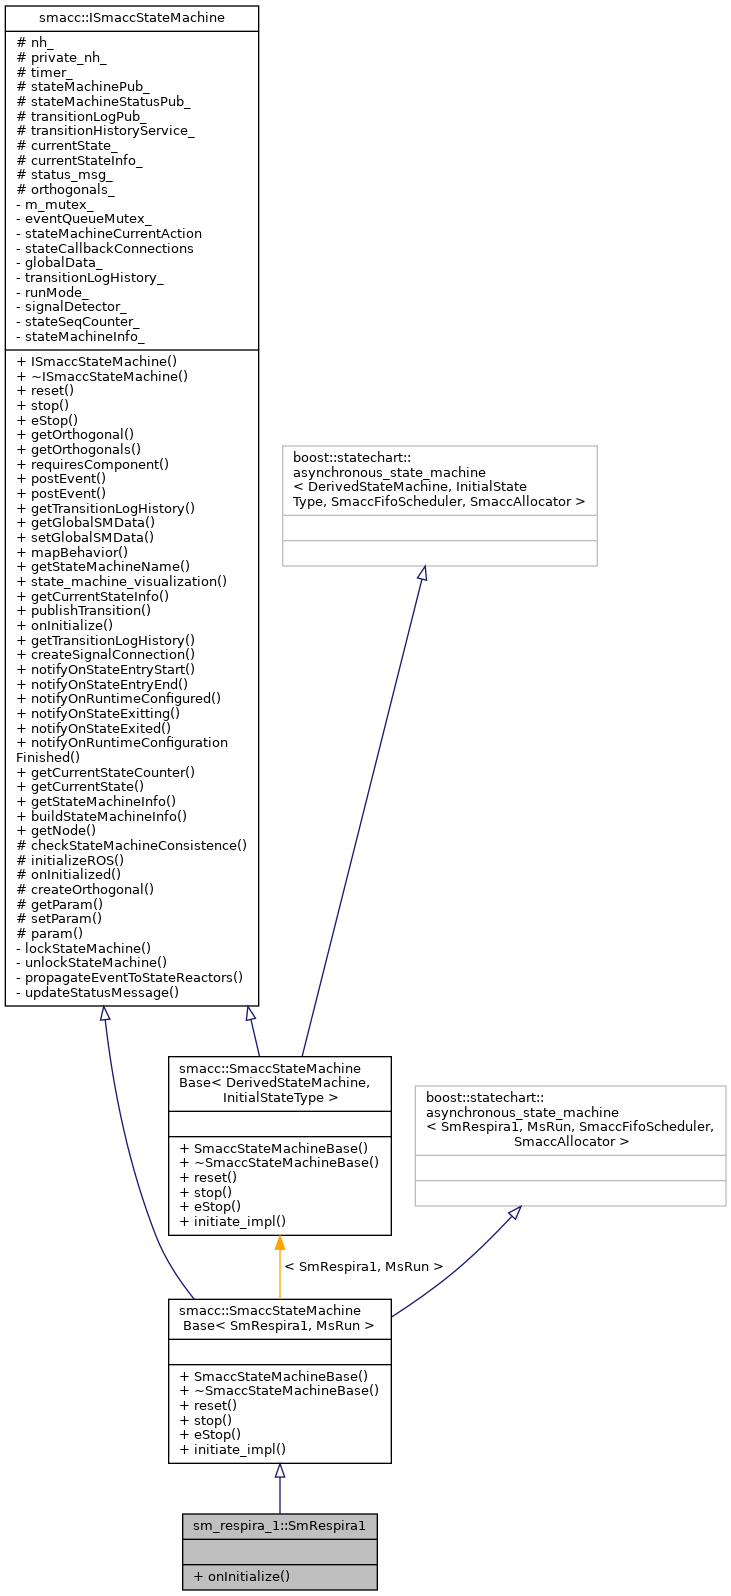 smacc::ISmaccStateMachine
# nh_
# private_nh_
# timer_
# stateMachinePub_
# stateMachineStatusPub_
# transitionLogPub_
# transitionHistoryService_
# currentState_
# currentStateInfo_
# status_msg_
# orthogonals_
- m_mutex_
- eventQueueMutex_
- stateMachineCurrentAction
- stateCallbackConnections
- globalData_
- transitionLogHistory_
- runMode_
- signalDetector_
- stateSeqCounter_
- stateMachineInfo_
+ ISmaccStateMachine()
+ ~ISmaccStateMachine()
+ reset()
+ stop()
+ eStop()
+ getOrthogonal()
+ getOrthogonals()
+ requiresComponent()
+ postEvent()
+ postEvent()
+ getTransitionLogHistory()
+ getGlobalSMData()
+ setGlobalSMData()
+ mapBehavior()
+ getStateMachineName()
+ state_machine_visualization()
+ getCurrentStateInfo()
+ publishTransition()
+ onInitialize()
+ getTransitionLogHistory()
+ createSignalConnection()
+ notifyOnStateEntryStart()
+ notifyOnStateEntryEnd()
+ notifyOnRuntimeConfigured()
+ notifyOnStateExitting()
+ notifyOnStateExited()
+ notifyOnRuntimeConfiguration
Finished()
+ getCurrentStateCounter()
+ getCurrentState()
+ getStateMachineInfo()
+ buildStateMachineInfo()
+ getNode()
# checkStateMachineConsistence()
# initializeROS()
# onInitialized()
# createOrthogonal()
# getParam()
# setParam()
# param()
- lockStateMachine()
- unlockStateMachine()
- propagateEventToStateReactors()
- updateStatusMessage()
boost::statechart::
asynchronous_state_machine
< DerivedStateMachine, InitialState
Type, SmaccFifoScheduler, SmaccAllocator >
smacc::SmaccStateMachine
Base< DerivedStateMachine,
InitialStateType >
+ SmaccStateMachineBase()
+ ~SmaccStateMachineBase()
+ reset()
+ stop()
+ eStop()
+ initiate_impl()
boost::statechart::
asynchronous_state_machine
< SmRespira1, MsRun, SmaccFifoScheduler,
SmaccAllocator >
< SmRespira1, MsRun >
smacc::SmaccStateMachine
Base< SmRespira1, MsRun >
+ SmaccStateMachineBase()
+ ~SmaccStateMachineBase()
+ reset()
+ stop()
+ eStop()
+ initiate_impl()
sm_respira_1::SmRespira1
+ onInitialize()